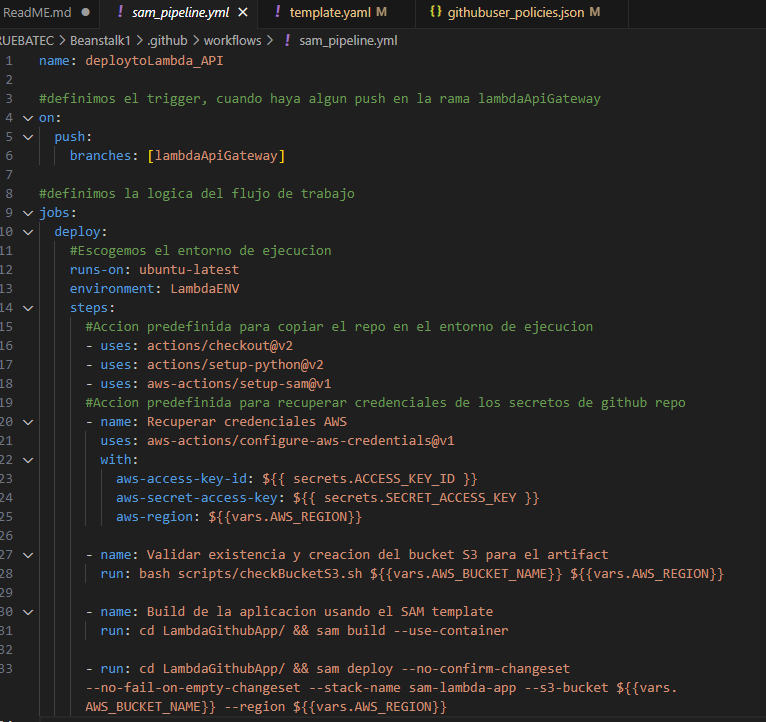 ReadME.md ● ! sam_pipeline.yml × ! template.yaml M {} githubuser_policies.json M
RUEBATEC > Beanstalk1 > .github > workflows > ! sam_pipeline.yml
1 name: deploytoLambda_API
2
3 #definimos el trigger, cuando haya algun push en la rama lambdaApiGateway
4 on:
5 push:
6 branches: [lambdaApiGateway]
7
8 #definimos la logica del flujo de trabajo
9 jobs:
10 deploy:
11 #Escogemos el entorno de ejecucion
12 runs-on: ubuntu-latest
13 environment: LambdaENV
14 steps:
15 #Accion predefinida para copiar el repo en el entorno de ejecucion
16 - uses: actions/checkout@v2
17 - uses: actions/setup-python@v2
18 - uses: aws-actions/setup-sam@v1
19 #Accion predefinida para recuperar credenciales de los secretos de github repo
20 - name: Recuperar credenciales AWS
21 uses: aws-actions/configure-aws-credentials@v1
22 with:
23 aws-access-key-id: ${{ secrets.ACCESS_KEY_ID }}
24 aws-secret-access-key: ${{ secrets.SECRET_ACCESS_KEY }}
25 aws-region: ${{vars.AWS_REGION}}
26
27 - name: Validar existencia y creacion del bucket S3 para el artifact
28 run: bash scripts/checkBucketS3.sh ${{vars.AWS_BUCKET_NAME}} ${{vars.AWS_REGION}}
29
30 - name: Build de la aplicacion usando el SAM template
31 run: cd LambdaGithubApp/ && sam build --use-container
32
33 - run: cd LambdaGithubApp/ && sam deploy --no-confirm-changeset
--no-fail-on-empty-changeset --stack-name sam-lambda-app --s3-bucket ${{vars.
AWS_BUCKET_NAME}} --region ${{vars.AWS_REGION}}